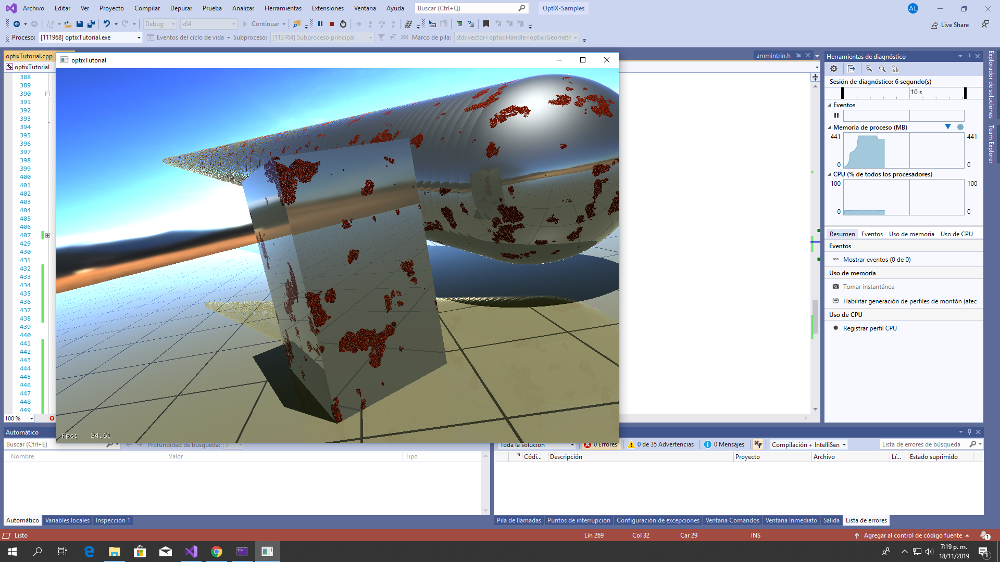 Archivo Editar Ver Proyecto Compilar Depurar Prueba Analizar Herramientas Extensiones Ventana Ayuda Buscar (Ctrl+Q) OptiX-Samples AL
Debug x64 Continuar Live Share
Proceso: [111968] optixTutorial.exe Eventos del ciclo de vida Subproceso: [113764] Subproceso principal Marco de pila: std::vector<optix::Handle<optix::Geometr
optixTutorial.cpp
optixTutorial
ammintrin.h
optixTutorial
388
389
390
391
392
393
394
395
396
397
398
399
400
401
402
403
404
405
406
407
429
430
431
432
433
434
435
436
437
438
439
440
441
442
443
444
445
446
447
448
449
100 %
fps: 24.61
Herramientas de diagnóstico
Sesión de diagnóstico: 6 segundo(s)
10 s
Eventos
Memoria de proceso (MB)
441 441
0 0
CPU (% de todos los procesadores)
100 100
0 0
Resumen Eventos Uso de memoria Uso de CPU
Eventos
Mostrar eventos (0 de 0)
Uso de memoria
Tomar instantánea
Habilitar generación de perfiles de montón (afec
Uso de CPU
Registrar perfil CPU
Explorador de soluciones
Team Explorer
Automático
Buscar (Ctrl+E) Profundidad de búsqueda: 3
Nombre Valor Tipo
Automático Variables locales Inspección 1
Toda la solución 0 Errores 0 de 35 Advertencias 0 Mensajes Compilación + IntelliSen Lista de errores de búsqueda
Códi... Descripción Proyecto Archivo Lí... Estado suprimido
Pila de llamadas Puntos de interrupción Configuración de excepciones Ventana Comandos Ventana Inmediato Salida Lista de errores
Listo Lín 269 Col 32 Car 29 INS Agregar al control de código fuente 1
7:19 p. m.
18/11/2019
1